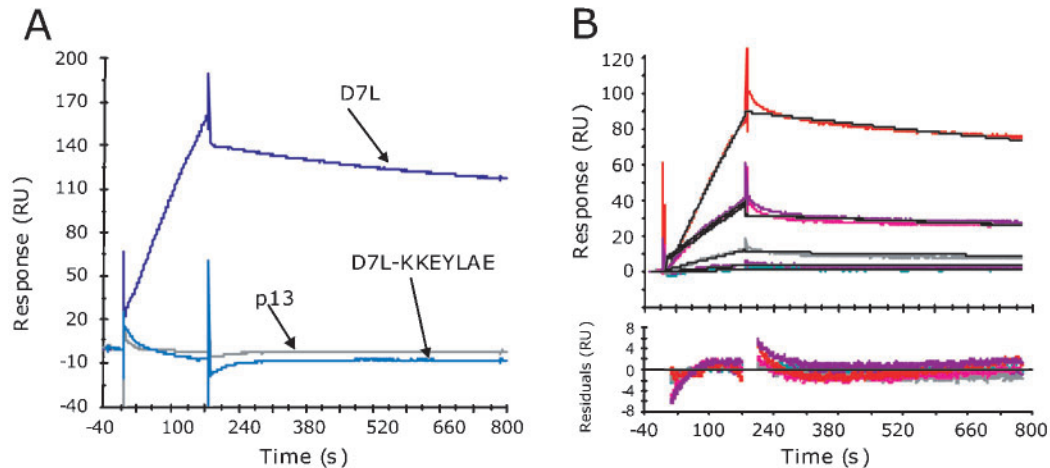 A
Response (RU)
200
170
140
110
80
50
20
-10
-40
D7L
D7L-KKEYLAE
p13
-40 100 240 380 520 660 800
Time (s)
B
Response (RU)
120
100
80
60
40
20
0
Residuals (RU)
8
4
0
-4
-8
-40 100 240 380 520 660 800
Time (s)